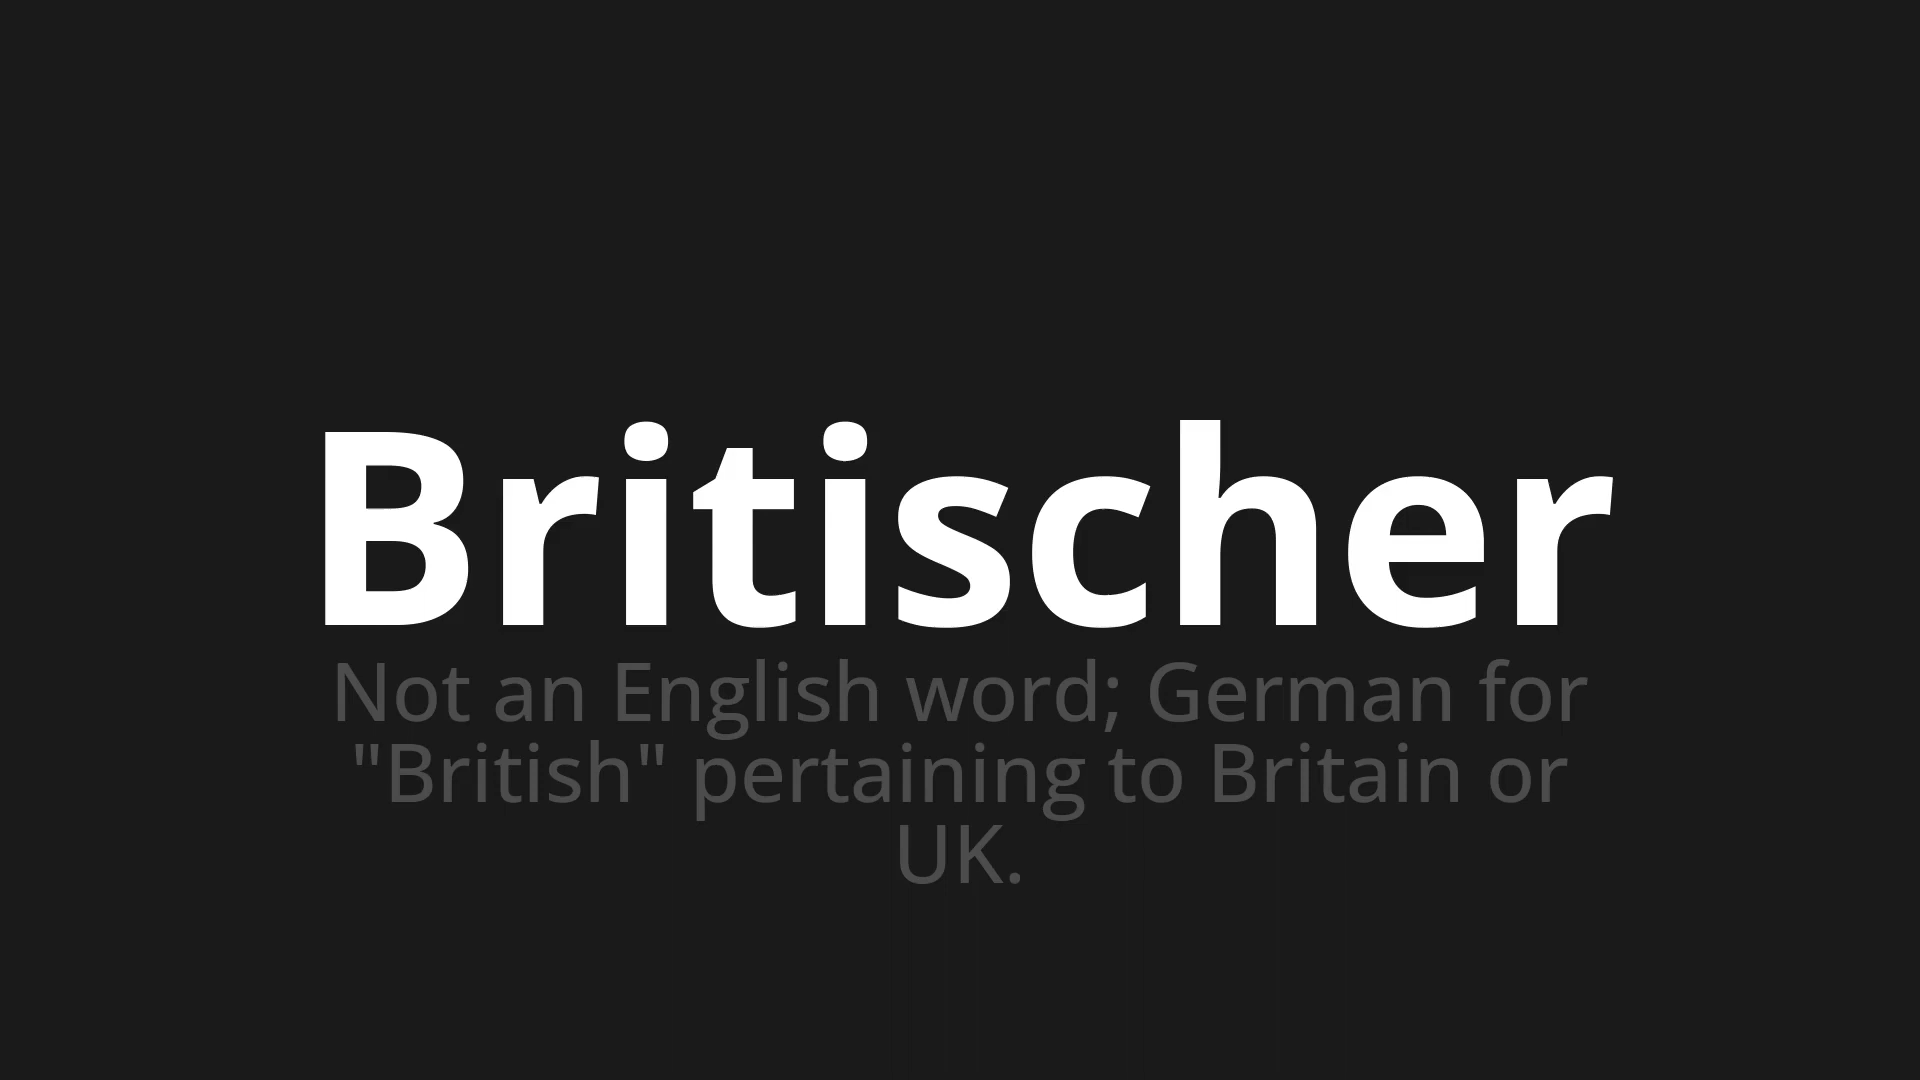 Britischer
Not an English word; German for
"British" pertaining to Britain or
UK.